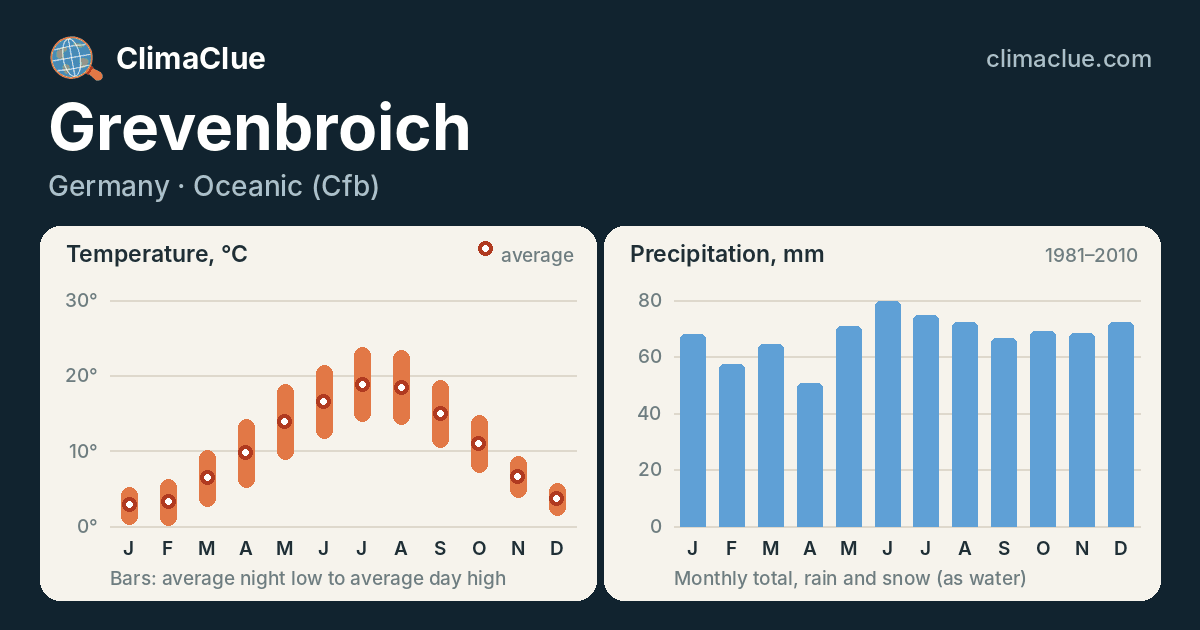 ClimaClue
climaclue.com
Grevenbroich
Germany · Oceanic (Cfb)
Temperature, °C
average
30°
20°
10°
0°
J F M A M J J A S O N D
Bars: average night low to average day high
Precipitation, mm
1981–2010
80
60
40
20
0
J F M A M J J A S O N D
Monthly total, rain and snow (as water)